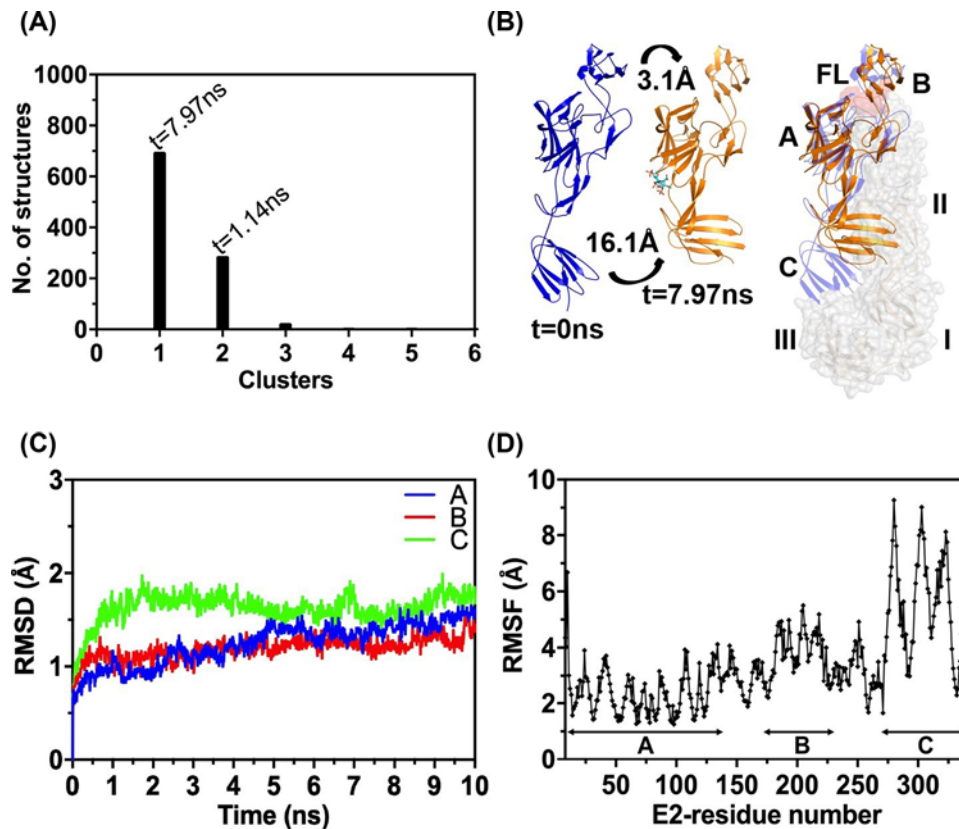 (A)
No. of structures
1000
800
600
400
200
0
t=7.97ns
t=1.14ns
0 1 2 3 4 5 6
Clusters
(B)
3.1Å
16.1Å
t=0ns
t=7.97ns
FL
B
A
II
C
III
I
(C)
RMSD (Å)
3
2
1
0
A
B
C
0 1 2 3 4 5 6 7 8 9 10
Time (ns)
(D)
RMSF (Å)
10
8
6
4
2
0
A B C
50 100 150 200 250 300
E2-residue number